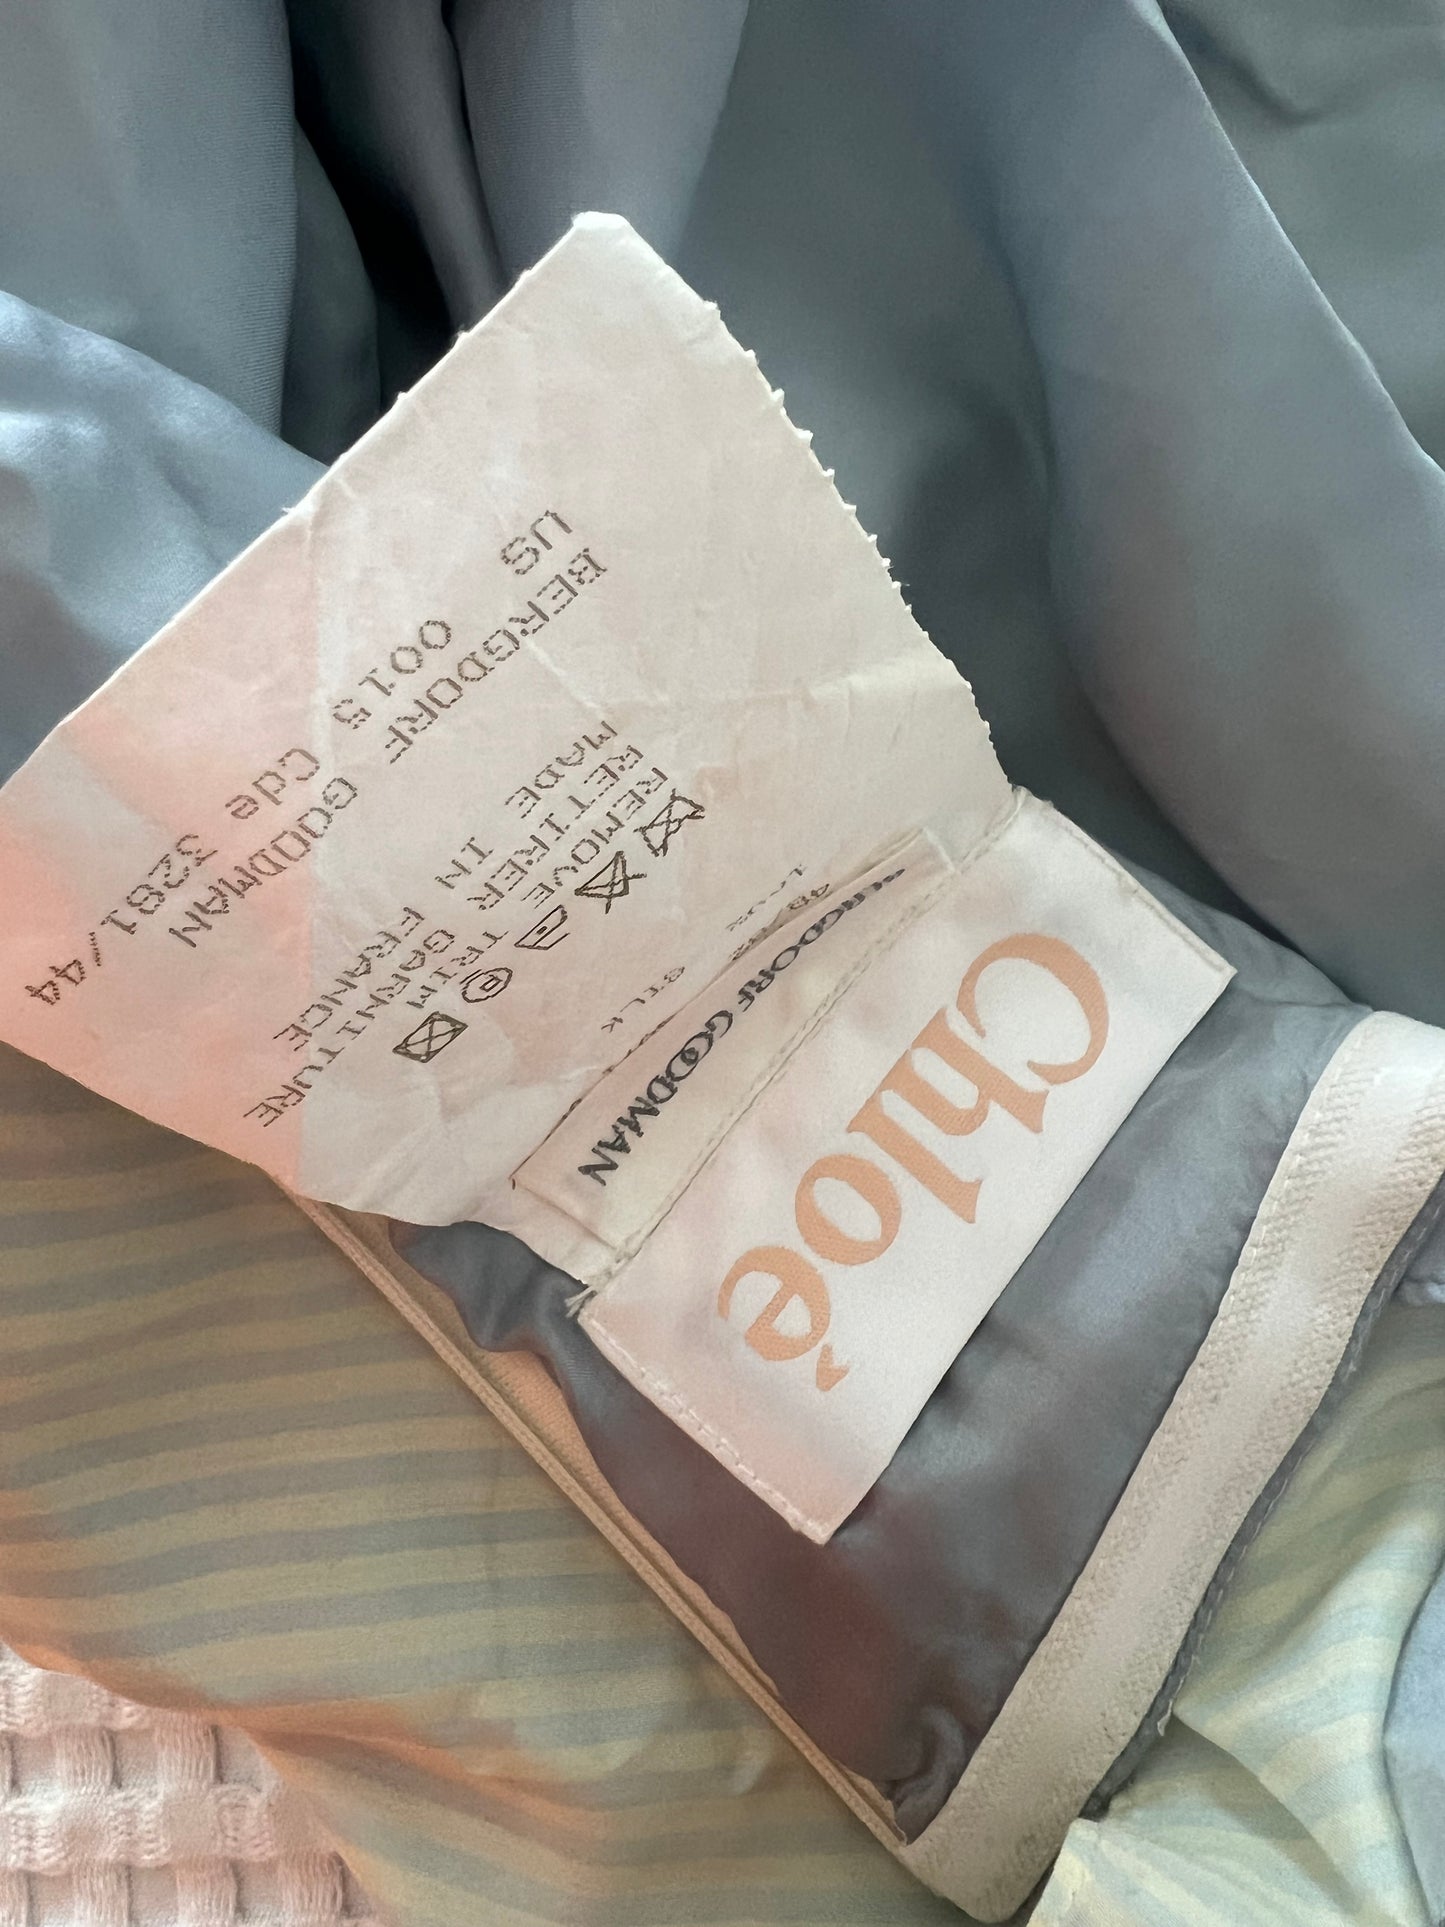 Chloé
BERGDORF GOODMAN
SILK
P
REMOVE TRIM
RETIRER GARNITURE
MADE IN FRANCE
BERGDORF GOODMAN
US 0015 Cde 3281/44